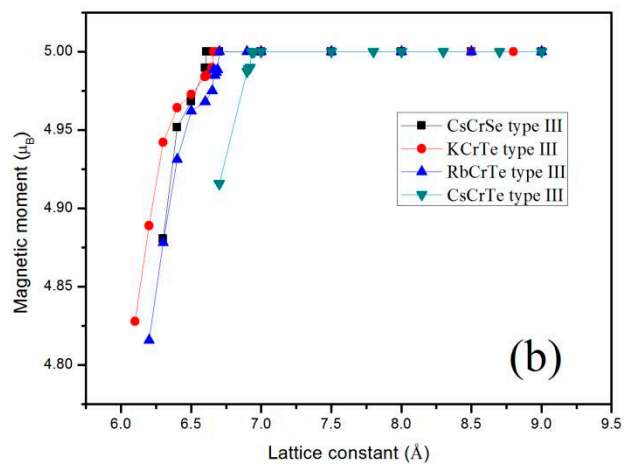 5.00
4.95
4.90
4.85
4.80
Magnetic moment (μB)
CsCrSe type III
KCrTe type III
RbCrTe type III
CsCrTe type III
(b)
6.0 6.5 7.0 7.5 8.0 8.5 9.0 9.5
Lattice constant (Å)